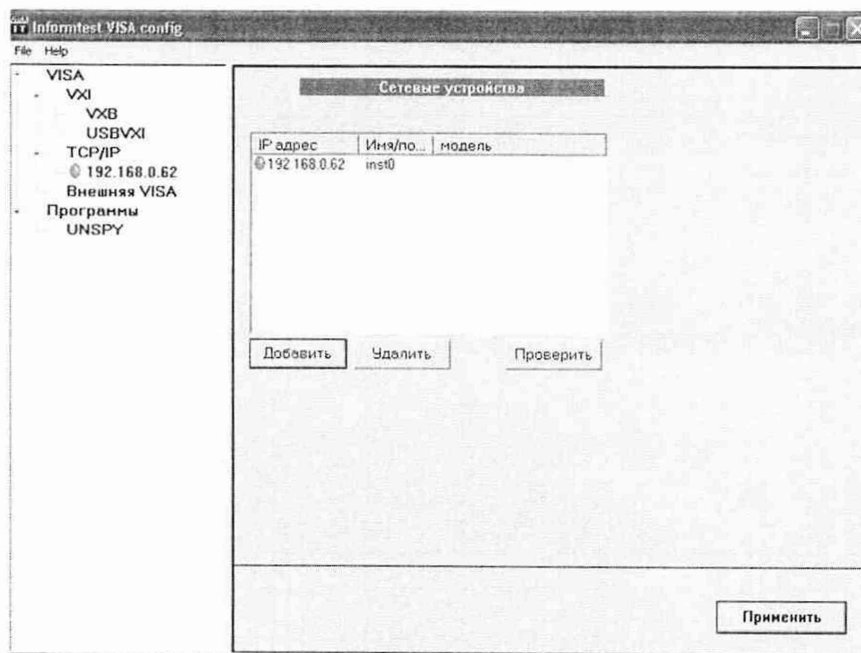 Informtest VISA config
File Help
VISA
VXI
VXB
USBVXI
TCP/IP
192.168.0.62
Внешняя VISA
Программы
UNSPY
Сетевые устройства
IP адрес Имя/по... модель
192.168.0.62 inst0
Добавить Удалить Проверить
Применить